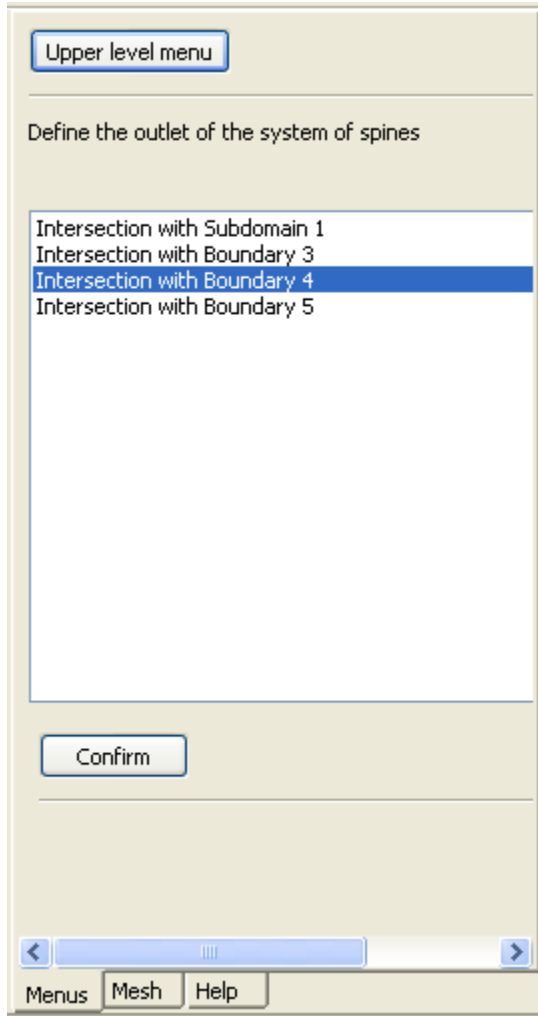 Upper level menu
Define the outlet of the system of spines
Intersection with Subdomain 1
Intersection with Boundary 3
Intersection with Boundary 4
Intersection with Boundary 5
Confirm
Menus Mesh Help